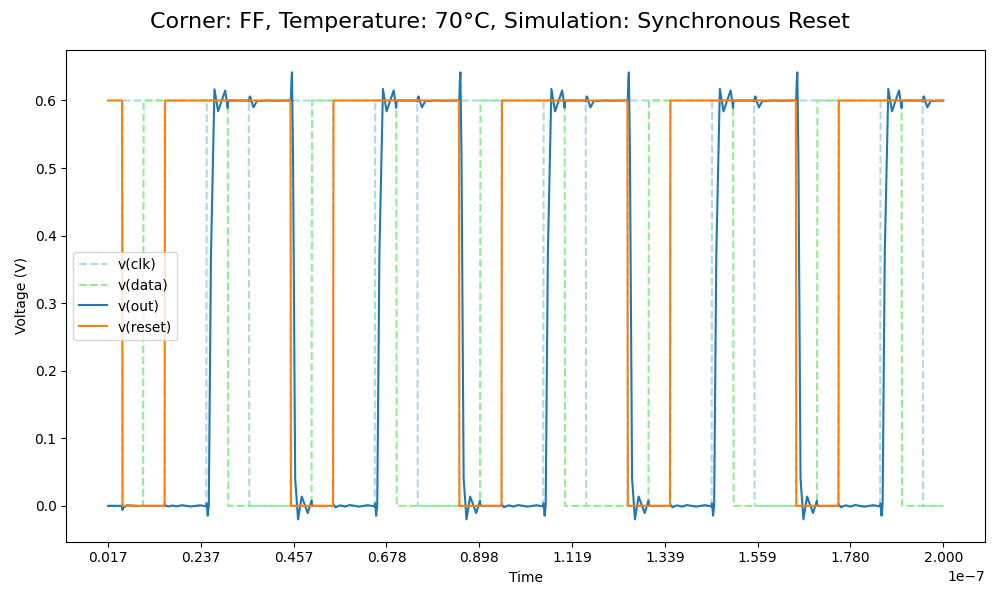 Corner: FF, Temperature: 70°C, Simulation: Synchronous Reset
Voltage (V)
0.6
0.5
0.4
0.3
0.2
0.1
0.0
v(clk)
v(data)
v(out)
v(reset)
0.017 0.237 0.457 0.678 0.898 1.119 1.339 1.559 1.780 2.000
Time
1e−7